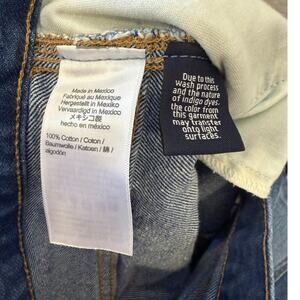 Made in Mexico
Fabriqué au Mexique
Hergestellt in Mexiko
Vervaardigd in Mexico
メキシコ製
hecho en méxico
100% Cotton / Coton /
Baumwolle / Katoen / 綿 /
algodón
Due to this
wash process
and the nature
of indigo dyes,
the color from
this garment
may transfer
onto light
surfaces.